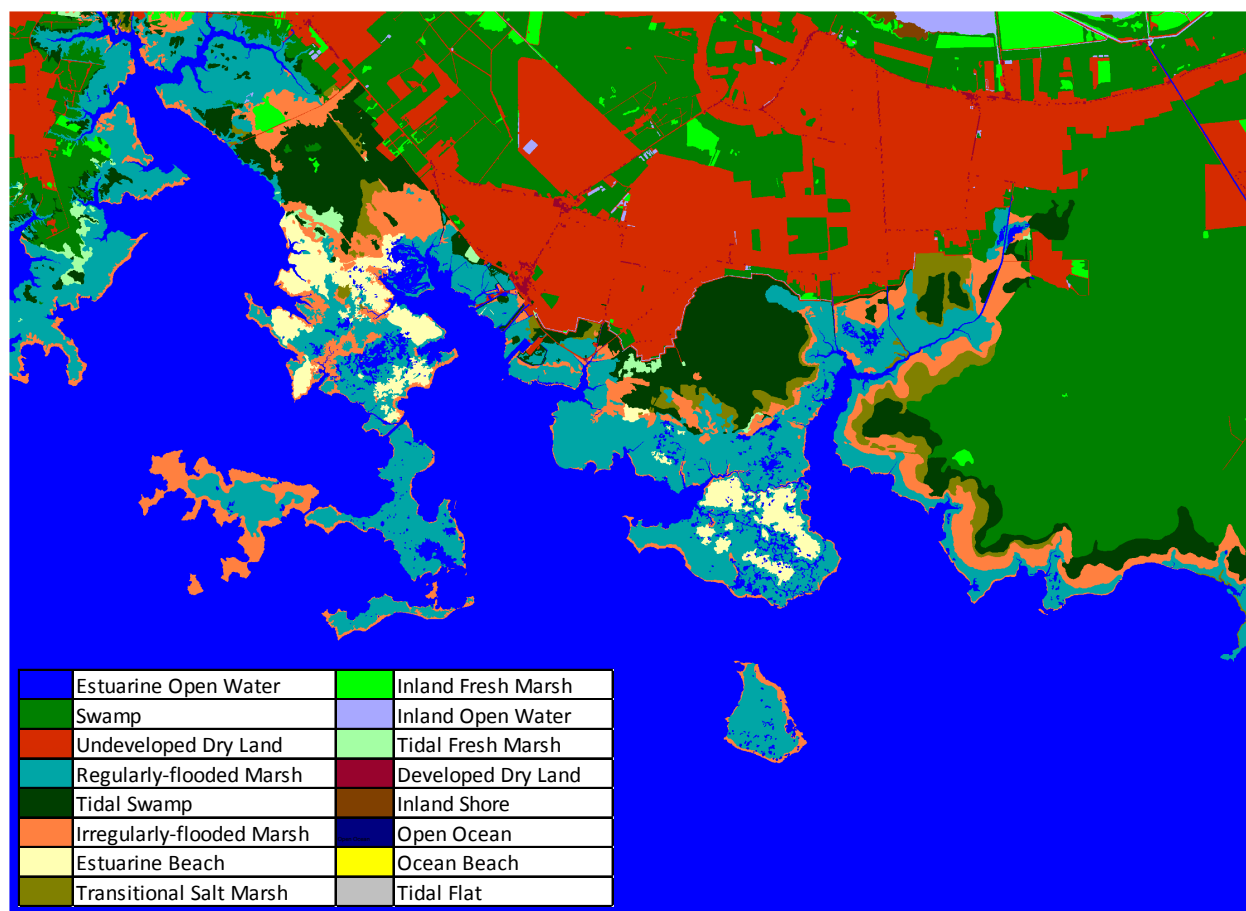 Estuarine Open Water Inland Fresh Marsh
Swamp Inland Open Water
Undeveloped Dry Land Tidal Fresh Marsh
Regularly-flooded Marsh Developed Dry Land
Tidal Swamp Inland Shore
Irregularly-flooded Marsh Open Ocean
Estuarine Beach Ocean Beach
Transitional Salt Marsh Tidal Flat